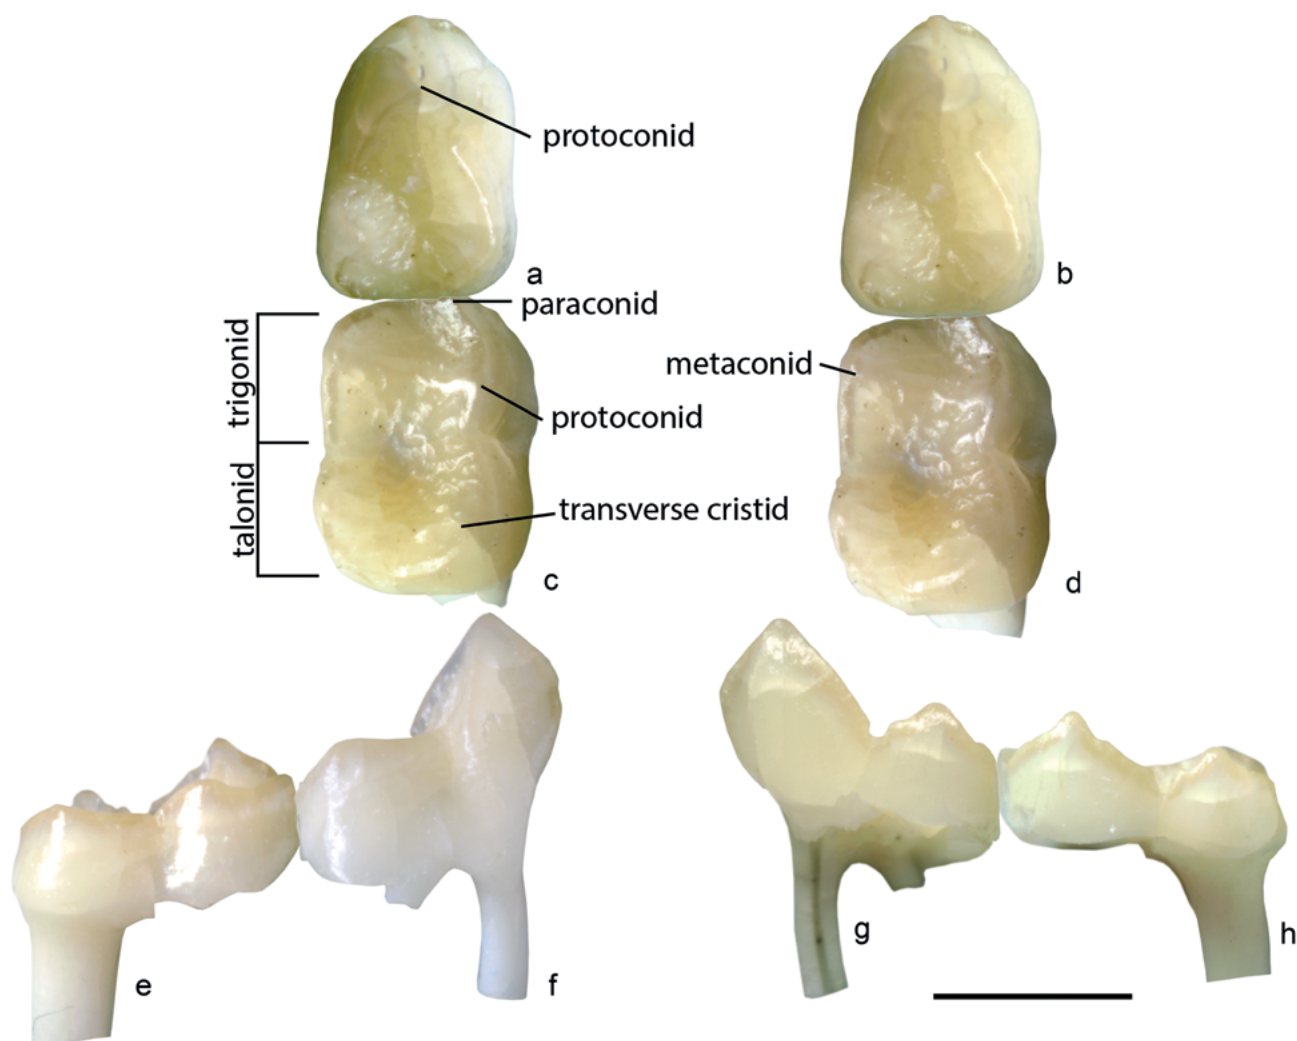 protoconid
a
b
paraconid
trigonid
metaconid
protoconid
talonid
transverse cristid
c
d
e
f
g
h